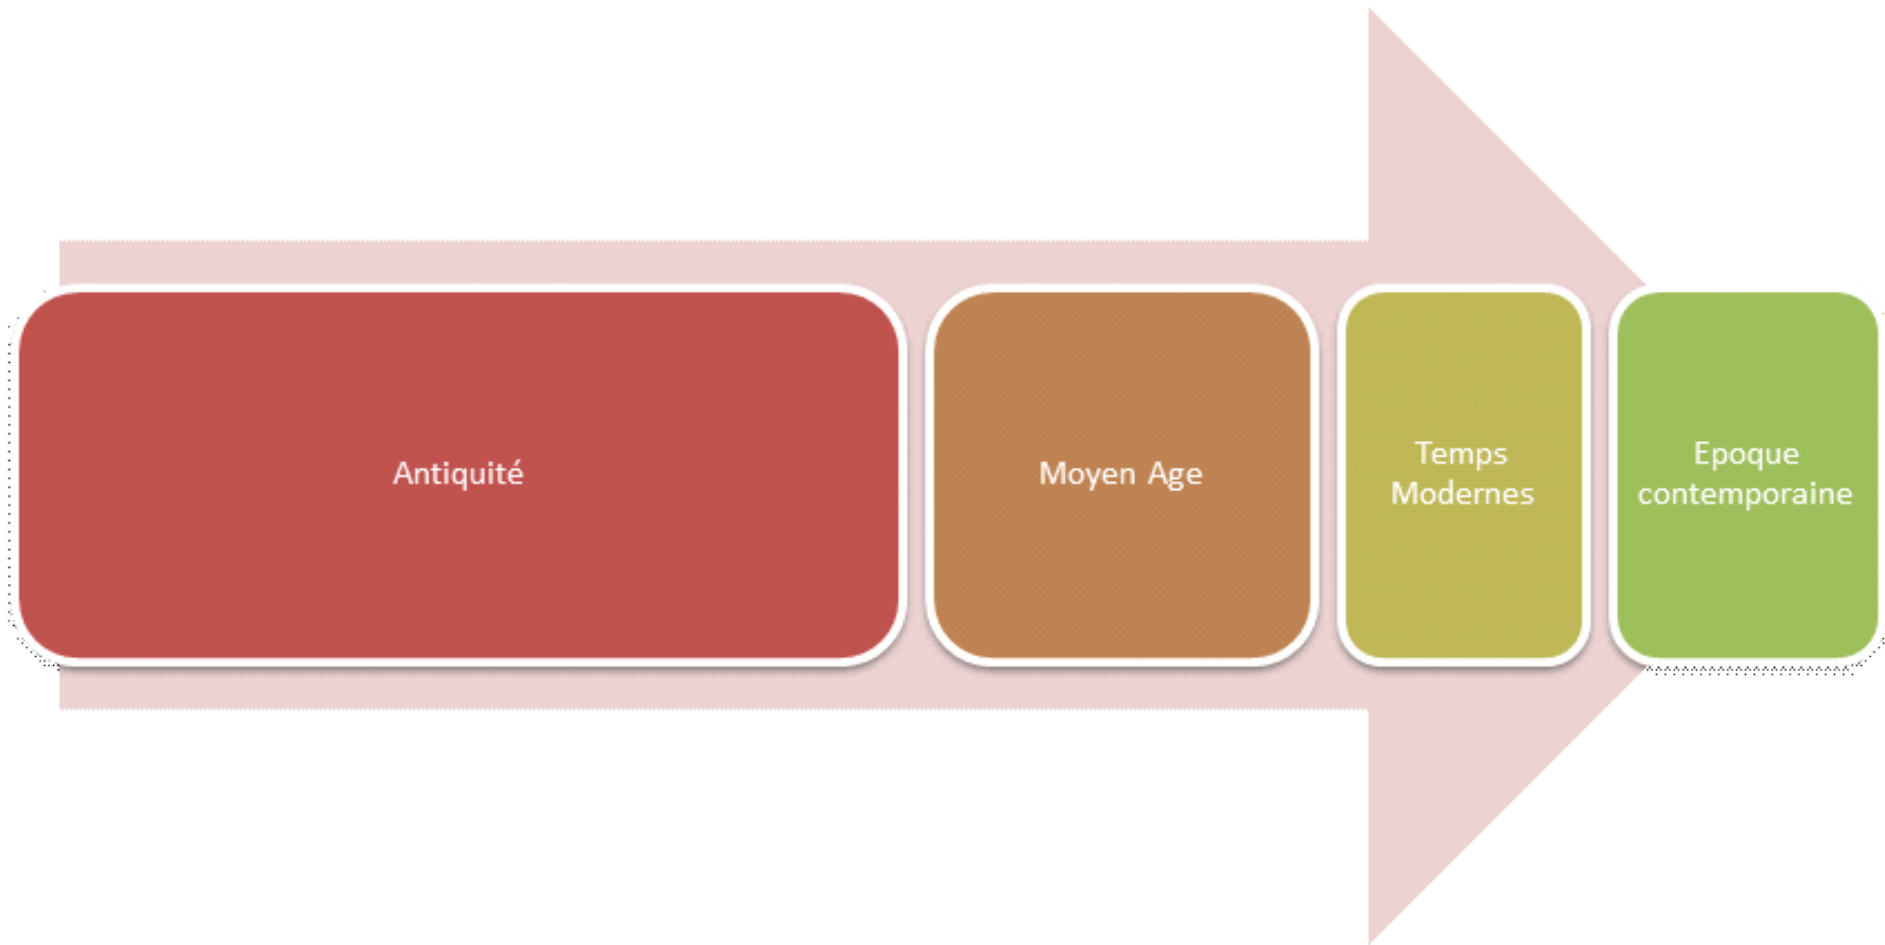 Antiquité
Moyen Age
Temps
Modernes
Epoque
contemporaine